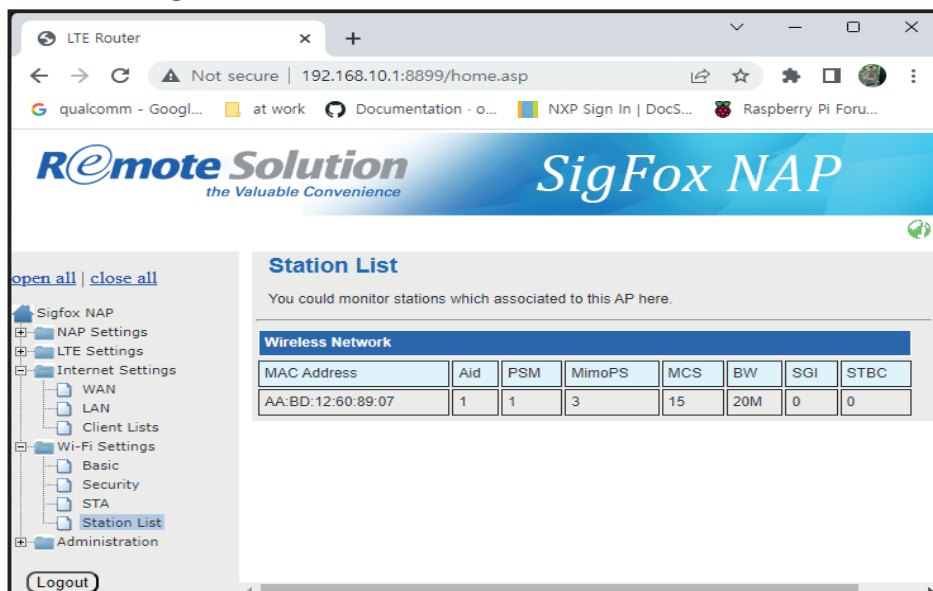 LTE Router
Not secure | 192.168.10.1:8899/home.asp
qualcomm - Googl... at work Documentation · o... NXP Sign In | DocS... Raspberry Pi Foru...
Remote Solution
the Valuable Convenience
SigFox NAP
open all | close all
Sigfox NAP
NAP Settings
LTE Settings
Internet Settings
WAN
LAN
Client Lists
Wi-Fi Settings
Basic
Security
STA
Station List
Administration
Logout
Station List
You could monitor stations which associated to this AP here.
Wireless Network
MAC Address Aid PSM MimoPS MCS BW SGI STBC
AA:BD:12:60:89:07 1 1 3 15 20M 0 0